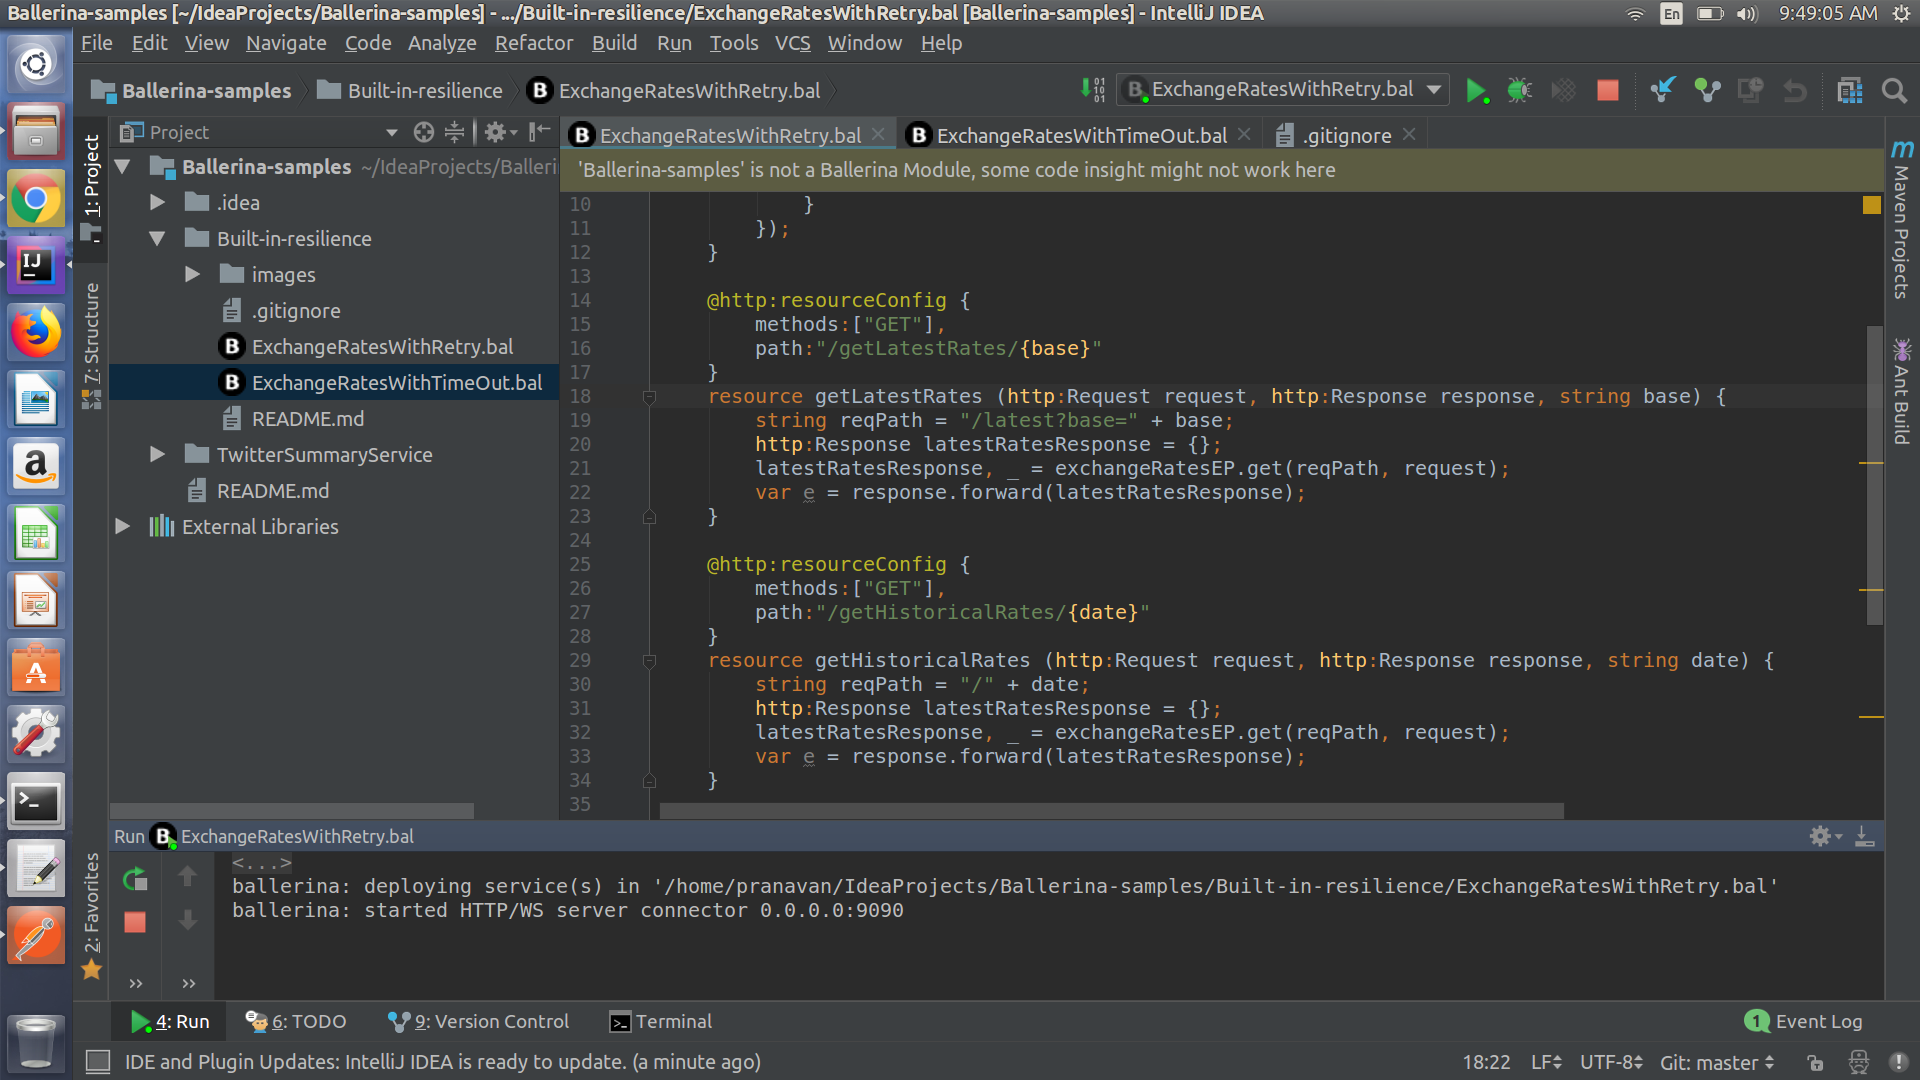 Ballerina-samples [~/IdeaProjects/Ballerina-samples] - .../Built-in-resilience/ExchangeRatesWithRetry.bal [Ballerina-samples] - IntelliJ IDEA
En
9:49:05 AM
File Edit View Navigate Code Analyze Refactor Build Run Tools VCS Window Help
Ballerina-samples Built-in-resilience B ExchangeRatesWithRetry.bal
B ExchangeRatesWithRetry.bal
Project
B ExchangeRatesWithRetry.bal
B ExchangeRatesWithTimeOut.bal
.gitignore
'Ballerina-samples' is not a Ballerina Module, some code insight might not work here
1: Project
7: Structure
2: Favorites
Ballerina-samples ~/IdeaProjects/Balleri
.idea
Built-in-resilience
images
.gitignore
B ExchangeRatesWithRetry.bal
B ExchangeRatesWithTimeOut.bal
README.md
TwitterSummaryService
README.md
External Libraries
10 }
11 });
12 }
13
14 @http:resourceConfig {
15 methods:["GET"],
16 path:"/getLatestRates/{base}"
17 }
18 resource getLatestRates (http:Request request, http:Response response, string base) {
19 string reqPath = "/latest?base=" + base;
20 http:Response latestRatesResponse = {};
21 latestRatesResponse, _ = exchangeRatesEP.get(reqPath, request);
22 var e = response.forward(latestRatesResponse);
23 }
24
25 @http:resourceConfig {
26 methods:["GET"],
27 path:"/getHistoricalRates/{date}"
28 }
29 resource getHistoricalRates (http:Request request, http:Response response, string date) {
30 string reqPath = "/" + date;
31 http:Response latestRatesResponse = {};
32 latestRatesResponse, _ = exchangeRatesEP.get(reqPath, request);
33 var e = response.forward(latestRatesResponse);
34 }
35
m Maven Projects
Ant Build
Run B ExchangeRatesWithRetry.bal
<...>
ballerina: deploying service(s) in '/home/pranavan/IdeaProjects/Ballerina-samples/Built-in-resilience/ExchangeRatesWithRetry.bal'
ballerina: started HTTP/WS server connector 0.0.0.0:9090
4: Run
6: TODO
9: Version Control
Terminal
1 Event Log
IDE and Plugin Updates: IntelliJ IDEA is ready to update. (a minute ago)
18:22 LF UTF-8 Git: master